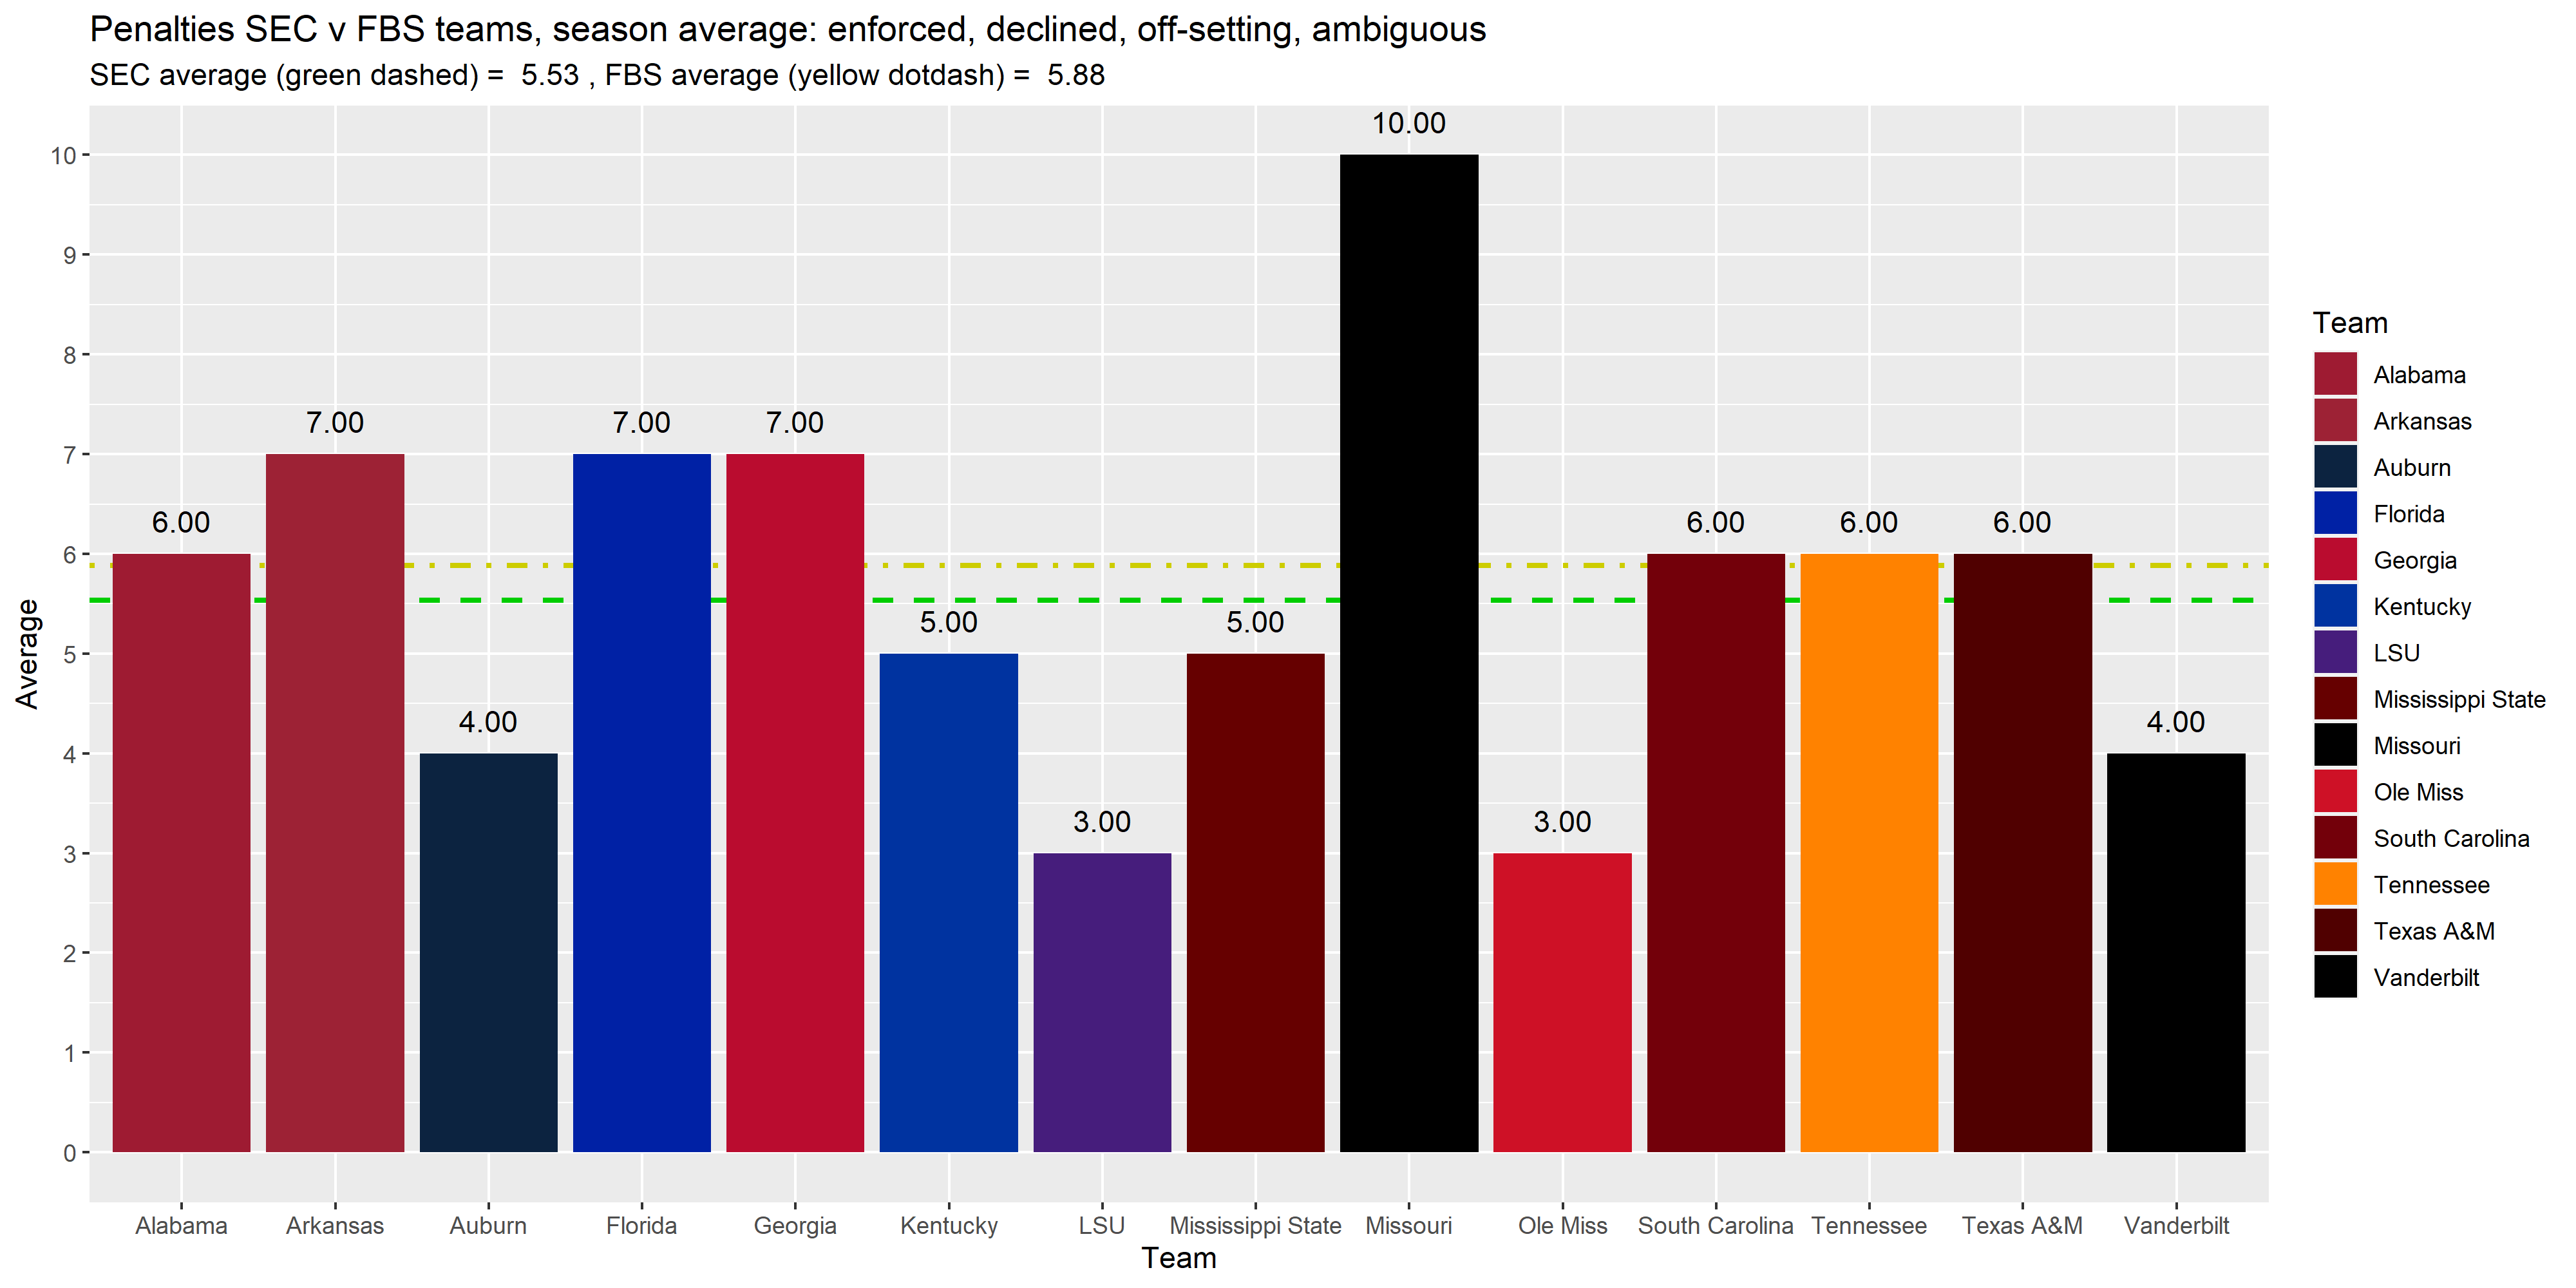 Penalties SEC v FBS teams, season average: enforced, declined, off-setting, ambiguous
SEC average (green dashed) =  5.53 , FBS average (yellow dotdash) =  5.88
Average
10
9
8
7
6
5
4
3
2
1
0
6.00
7.00
4.00
7.00
7.00
5.00
3.00
5.00
10.00
3.00
6.00
6.00
6.00
4.00
Alabama
Arkansas
Auburn
Florida
Georgia
Kentucky
LSU
Mississippi State
Missouri
Ole Miss
South Carolina
Tennessee
Texas A&M
Vanderbilt
Team
Team
Alabama
Arkansas
Auburn
Florida
Georgia
Kentucky
LSU
Mississippi State
Missouri
Ole Miss
South Carolina
Tennessee
Texas A&M
Vanderbilt